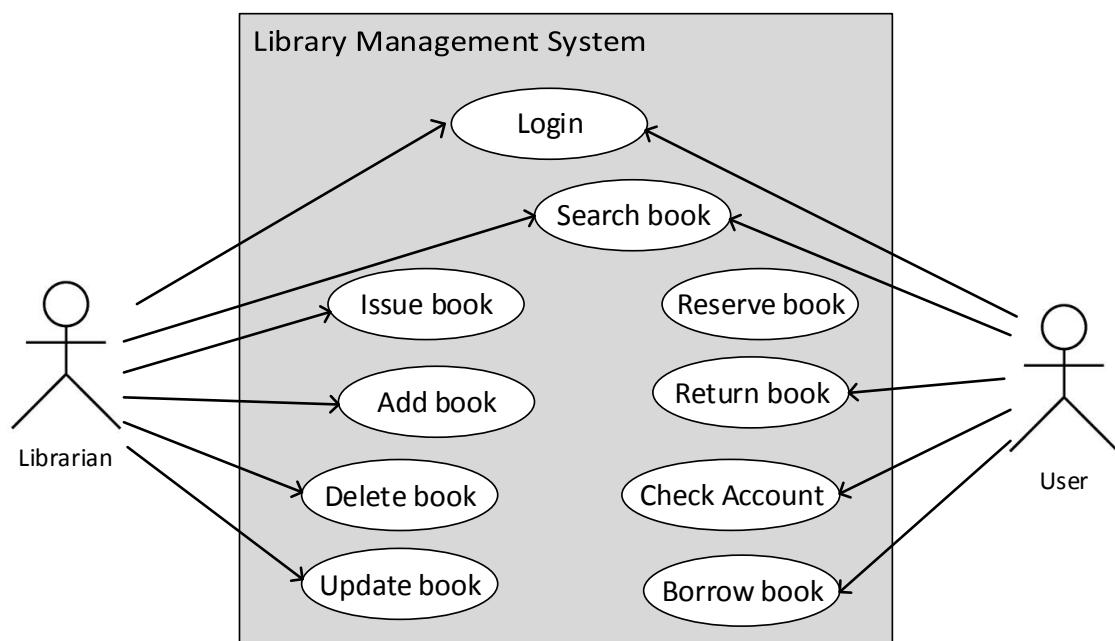 Library Management System
Login
Search book
Issue book
Reserve book
Add book
Return book
Librarian
User
Delete book
Check Account
Update book
Borrow book